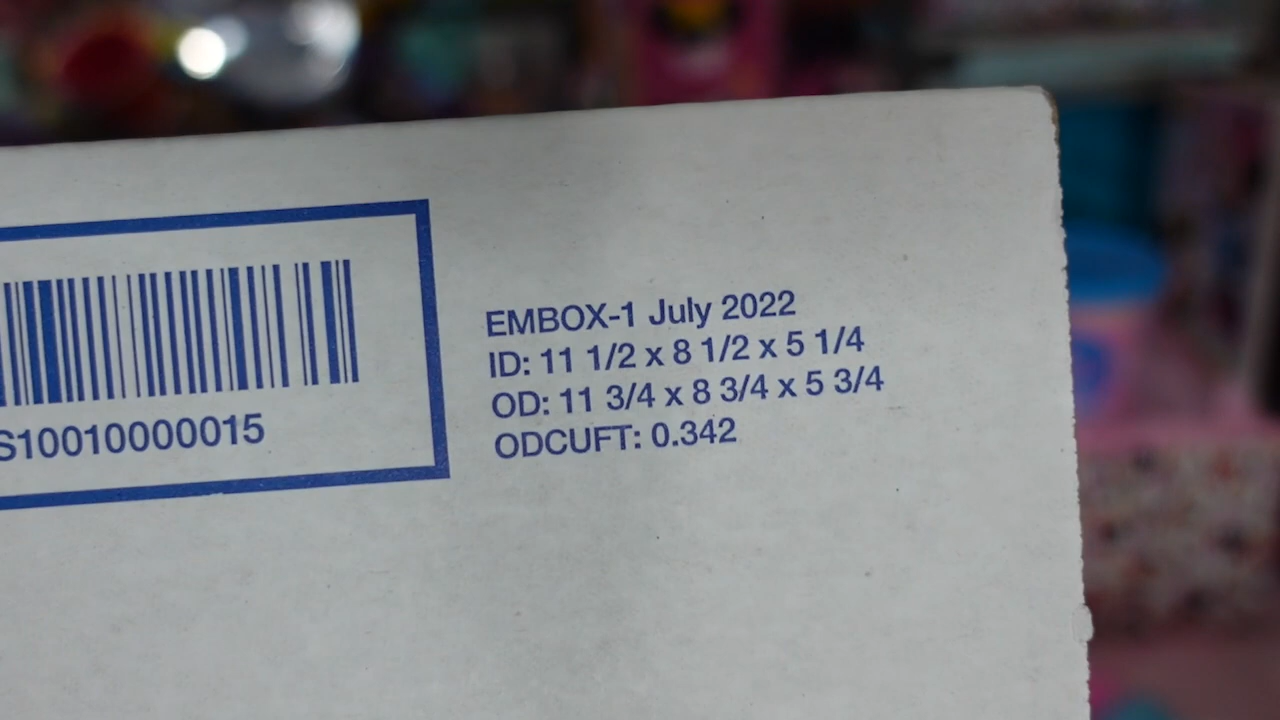 EMBOX-1 July 2022
ID: 11 1/2 x 8 1/2 x 5 1/4
OD: 11 3/4 x 8 3/4 x 5 3/4
ODCUFT: 0.342
S10010000015